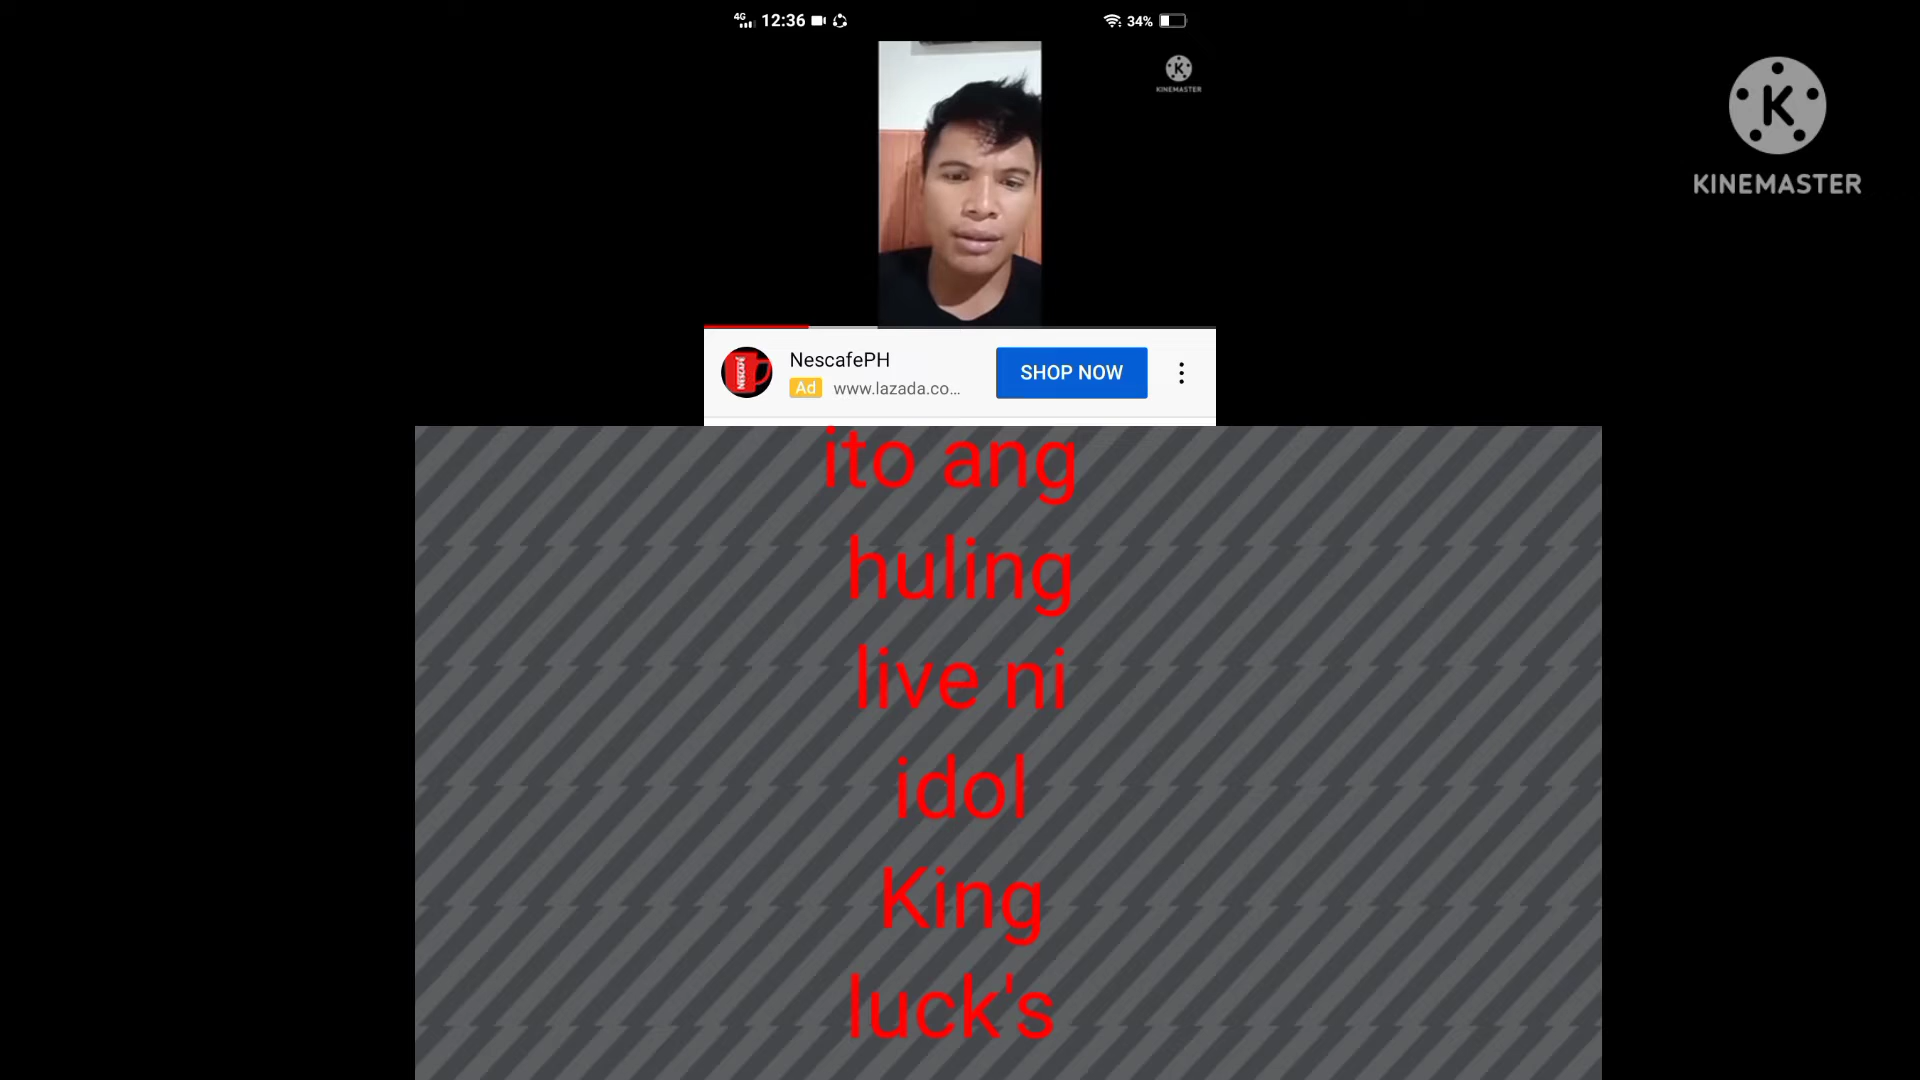 4G 12:36 34%
K
KINEMASTER
K
KINEMASTER
NESCAFÉ
NescafePH
Ad www.lazada.co...
SHOP NOW
ito ang
huling
live ni
idol
King
luck's